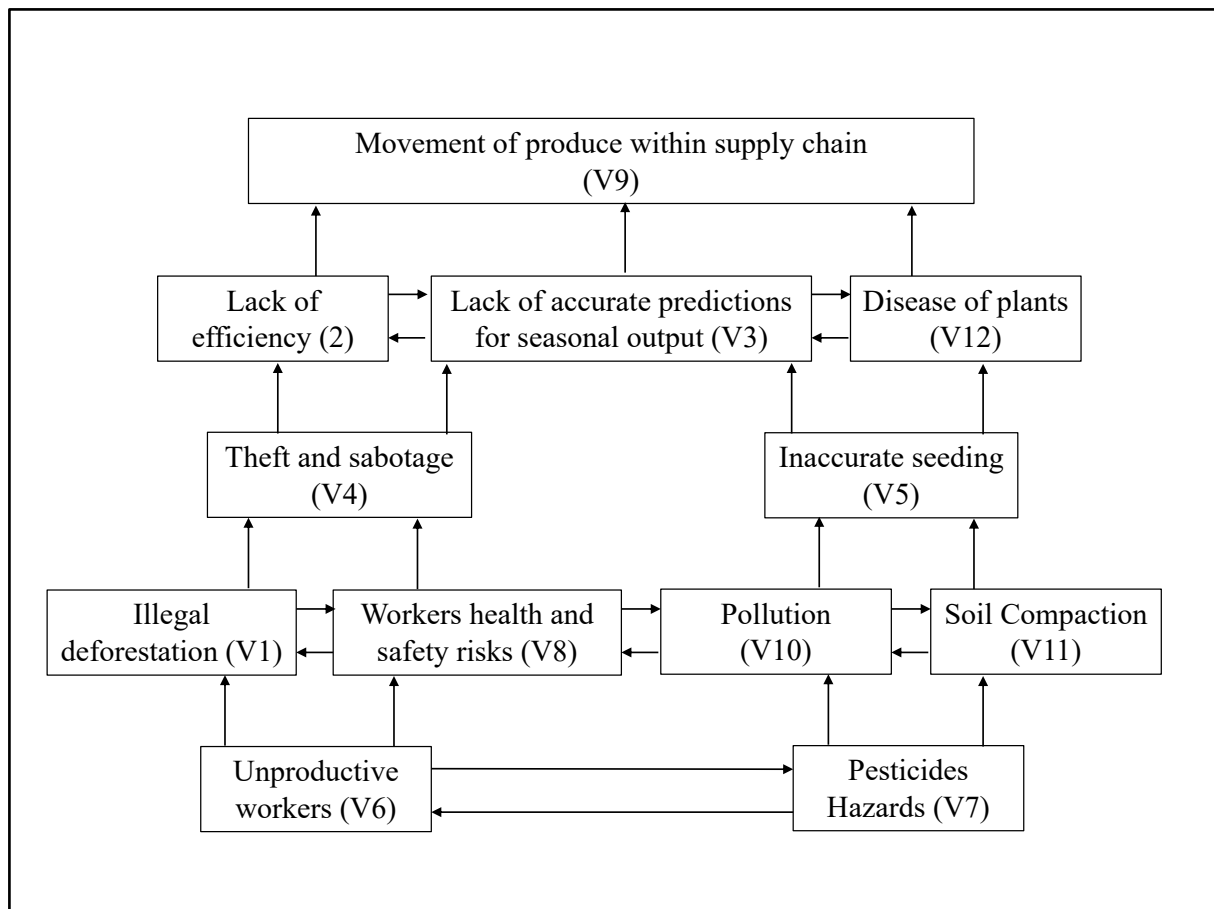 Movement of produce within supply chain
(V9)
Lack of
efficiency (2)
Lack of accurate predictions
for seasonal output (V3)
Disease of plants
(V12)
Theft and sabotage
(V4)
Inaccurate seeding
(V5)
Illegal
deforestation (V1)
Workers health and
safety risks (V8)
Pollution
(V10)
Soil Compaction
(V11)
Unproductive
workers (V6)
Pesticides
Hazards (V7)